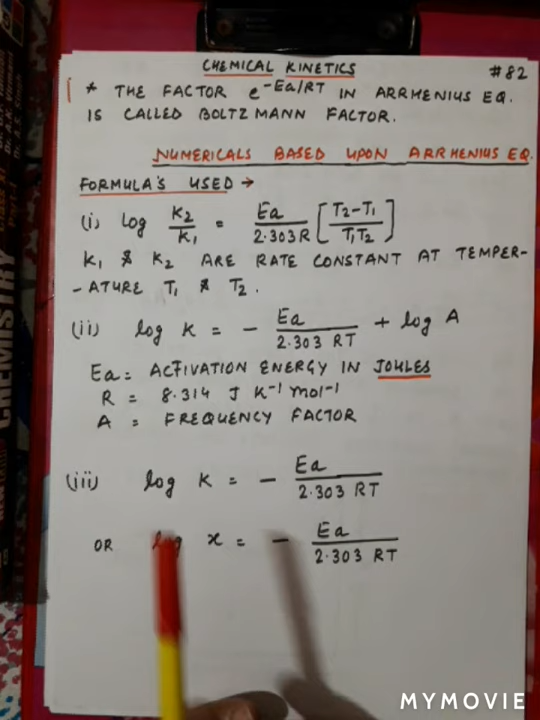 CHEMICAL KINETICS #82
* THE FACTOR e^-Ea/RT IN ARRHENIUS EQ.
IS CALLED BOLTZMANN FACTOR.
NUMERICALS BASED UPON ARRHENIUS EQ.
FORMULA'S USED →
(i) log K2/K1 = Ea/2.303R [T2-T1/T1T2]
K1 & K2 ARE RATE CONSTANT AT TEMPER-
-ATURE T1 & T2.
(ii) log K = - Ea/2.303 RT + log A
Ea = ACTIVATION ENERGY IN JOULES
R = 8.314 J K^-1 mol^-1
A = FREQUENCY FACTOR
(iii) log K = - Ea/2.303 RT
OR log x = - Ea/2.303 RT
CHEMISTRY
MYMOVIE